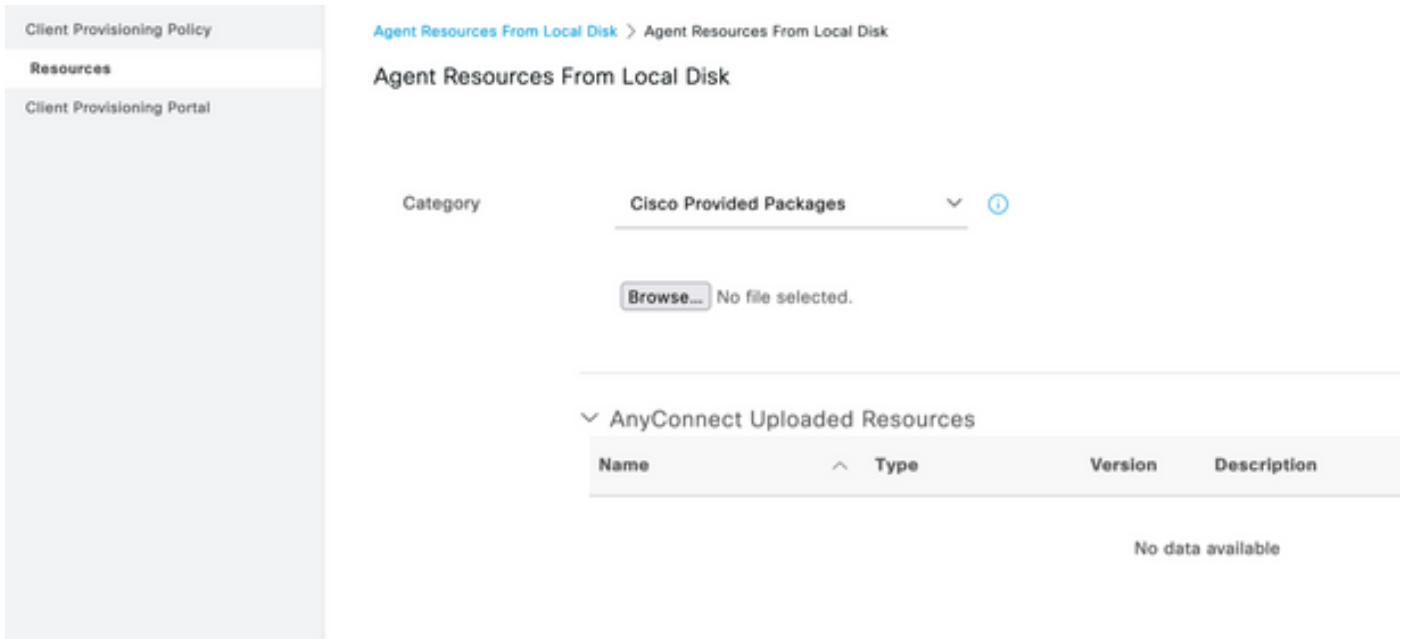 Client Provisioning Policy
Resources
Client Provisioning Portal
Agent Resources From Local Disk > Agent Resources From Local Disk
Agent Resources From Local Disk
Category Cisco Provided Packages
Browse... No file selected.
AnyConnect Uploaded Resources
Name Type Version Description
No data available